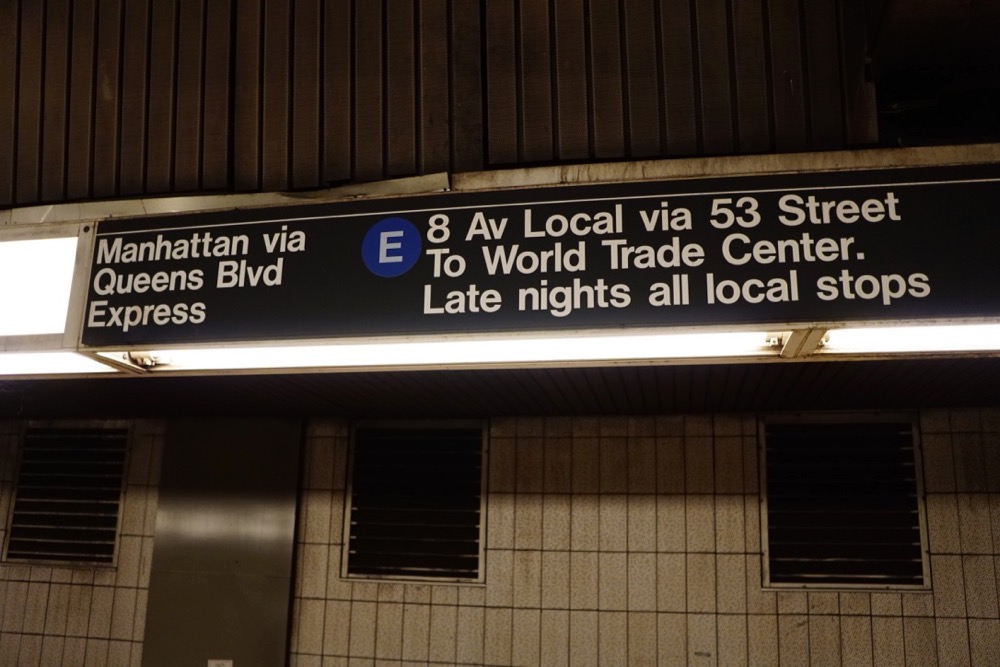 Manhattan via
Queens Blvd
Express
E
8 Av Local via 53 Street
To World Trade Center.
Late nights all local stops